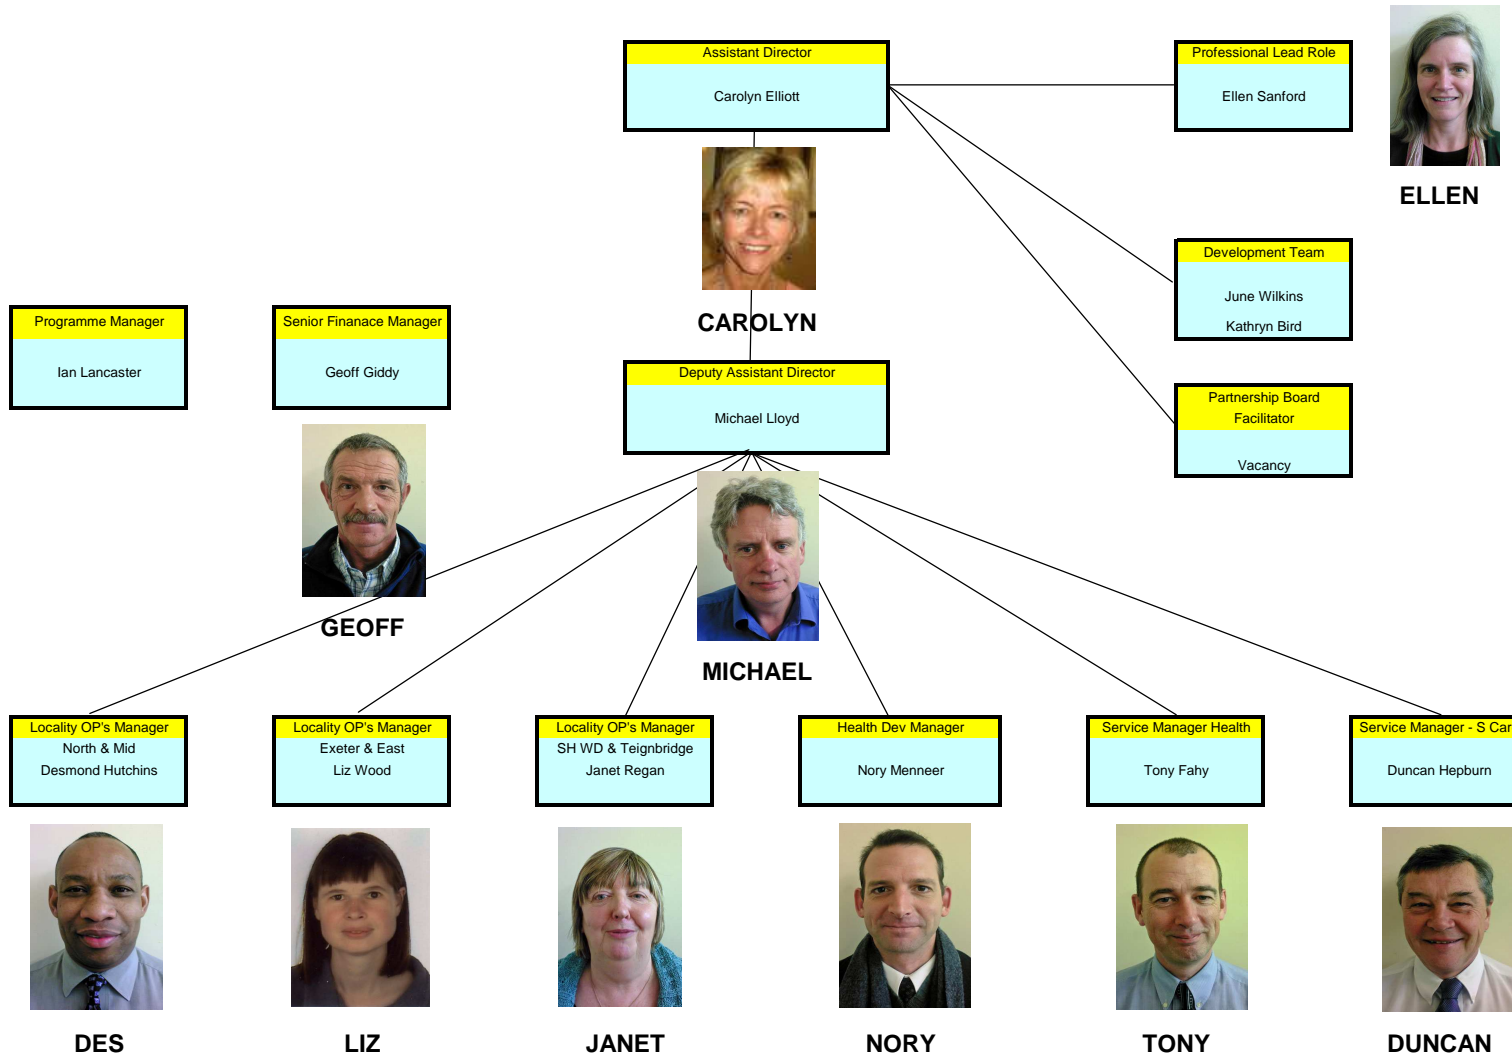 Assistant Director
Carolyn Elliott
Professional Lead Role
Ellen Sanford
ELLEN
Development Team
June Wilkins
Kathryn Bird
Programme Manager
Ian Lancaster
Senior Finanace Manager
Geoff Giddy
CAROLYN
Deputy Assistant Director
Michael Lloyd
Partnership Board
Facilitator
Vacancy
GEOFF
MICHAEL
Locality OP's Manager
North & Mid
Desmond Hutchins
Locality OP's Manager
Exeter & East
Liz Wood
Locality OP's Manager
SH WD & Teignbridge
Janet Regan
Health Dev Manager
Nory Menneer
Service Manager Health
Tony Fahy
Service Manager - S Car
Duncan Hepburn
DES
LIZ
JANET
NORY
TONY
DUNCAN